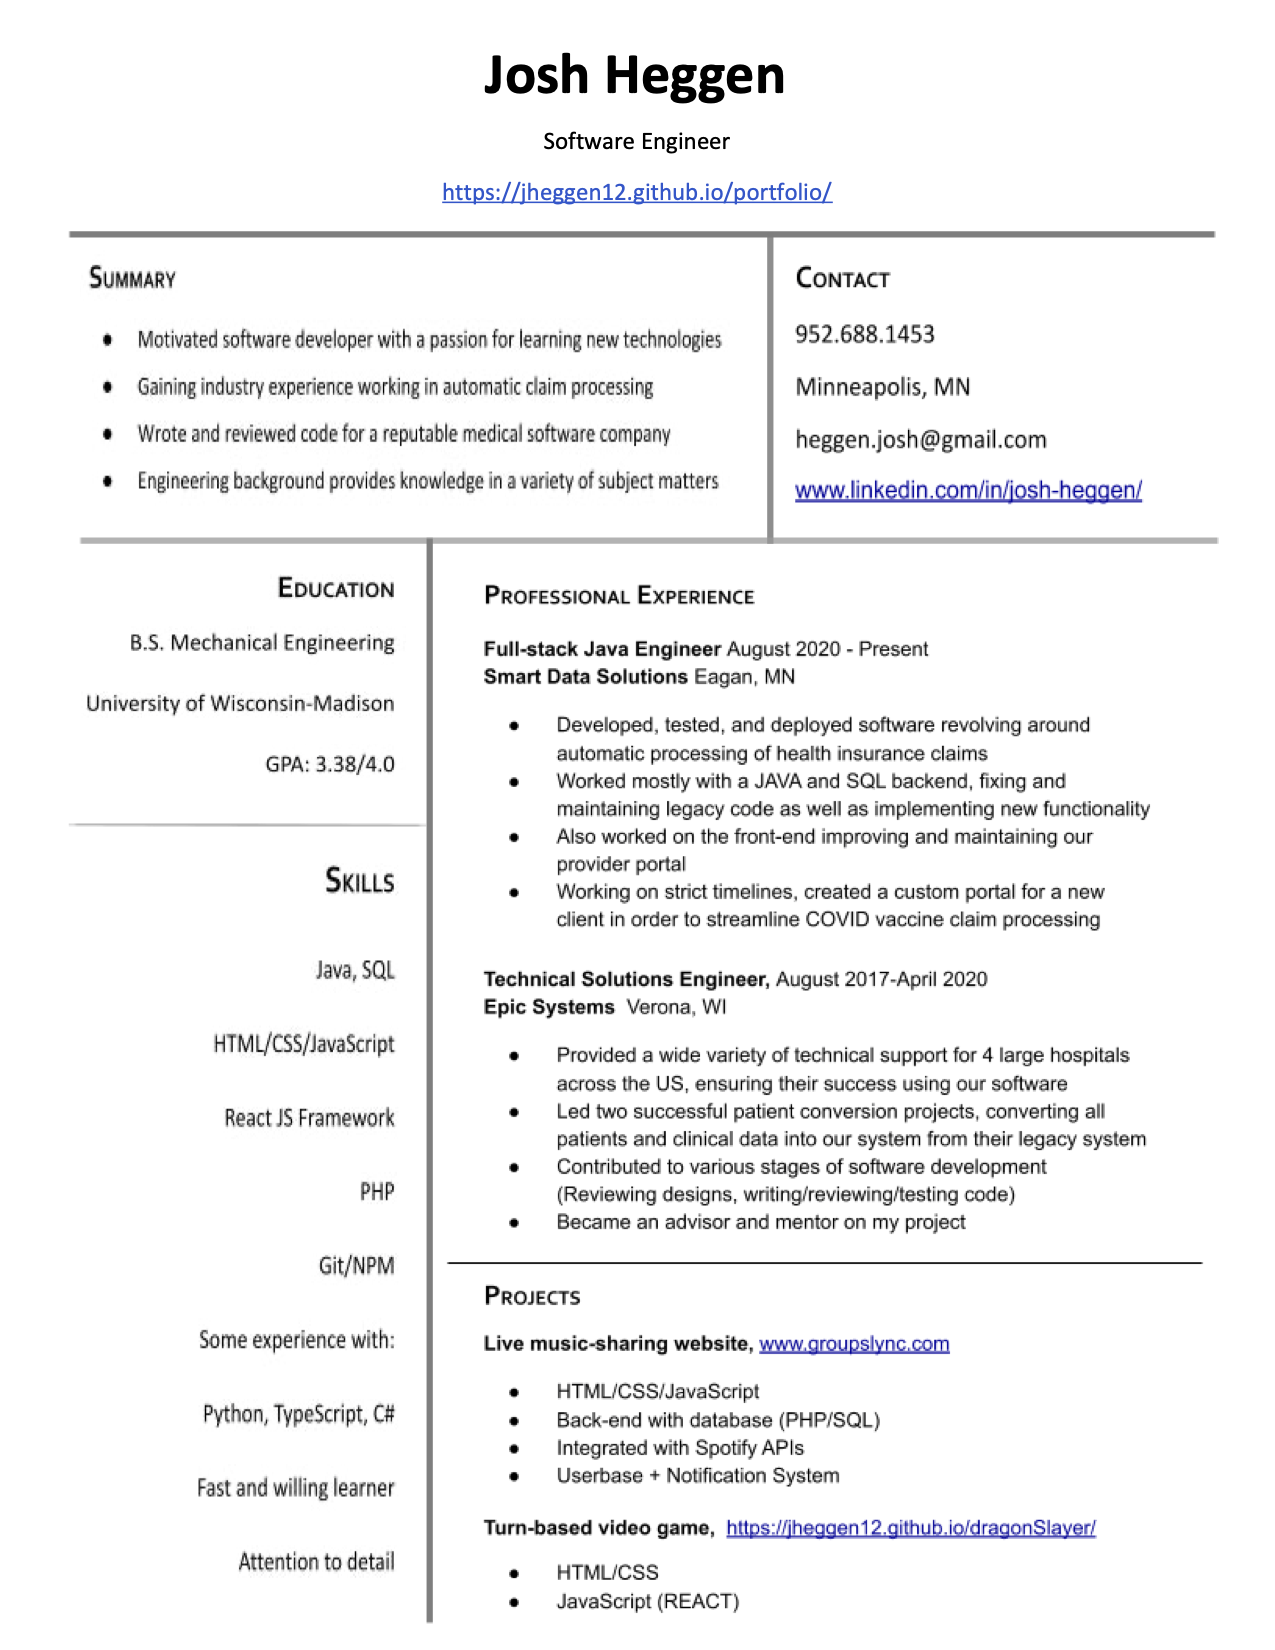 Josh Heggen
Software Engineer
https://jheggen12.github.io/portfolio/
SUMMARY
● Motivated software developer with a passion for learning new technologies
● Gaining industry experience working in automatic claim processing
● Wrote and reviewed code for a reputable medical software company
● Engineering background provides knowledge in a variety of subject matters
CONTACT
952.688.1453
Minneapolis, MN
heggen.josh@gmail.com
www.linkedin.com/in/josh-heggen/
EDUCATION
B.S. Mechanical Engineering
University of Wisconsin-Madison
GPA: 3.38/4.0
SKILLS
Java, SQL
HTML/CSS/JavaScript
React JS Framework
PHP
Git/NPM
Some experience with:
Python, TypeScript, C#
Fast and willing learner
Attention to detail
PROFESSIONAL EXPERIENCE
Full-stack Java Engineer August 2020 - Present
Smart Data Solutions Eagan, MN
● Developed, tested, and deployed software revolving around
automatic processing of health insurance claims
● Worked mostly with a JAVA and SQL backend, fixing and
maintaining legacy code as well as implementing new functionality
● Also worked on the front-end improving and maintaining our
provider portal
● Working on strict timelines, created a custom portal for a new
client in order to streamline COVID vaccine claim processing
Technical Solutions Engineer, August 2017-April 2020
Epic Systems Verona, WI
● Provided a wide variety of technical support for 4 large hospitals
across the US, ensuring their success using our software
● Led two successful patient conversion projects, converting all
patients and clinical data into our system from their legacy system
● Contributed to various stages of software development
(Reviewing designs, writing/reviewing/testing code)
● Became an advisor and mentor on my project
PROJECTS
Live music-sharing website, www.groupslync.com
● HTML/CSS/JavaScript
● Back-end with database (PHP/SQL)
● Integrated with Spotify APIs
● Userbase + Notification System
Turn-based video game, https://jheggen12.github.io/dragonSlayer/
● HTML/CSS
● JavaScript (REACT)